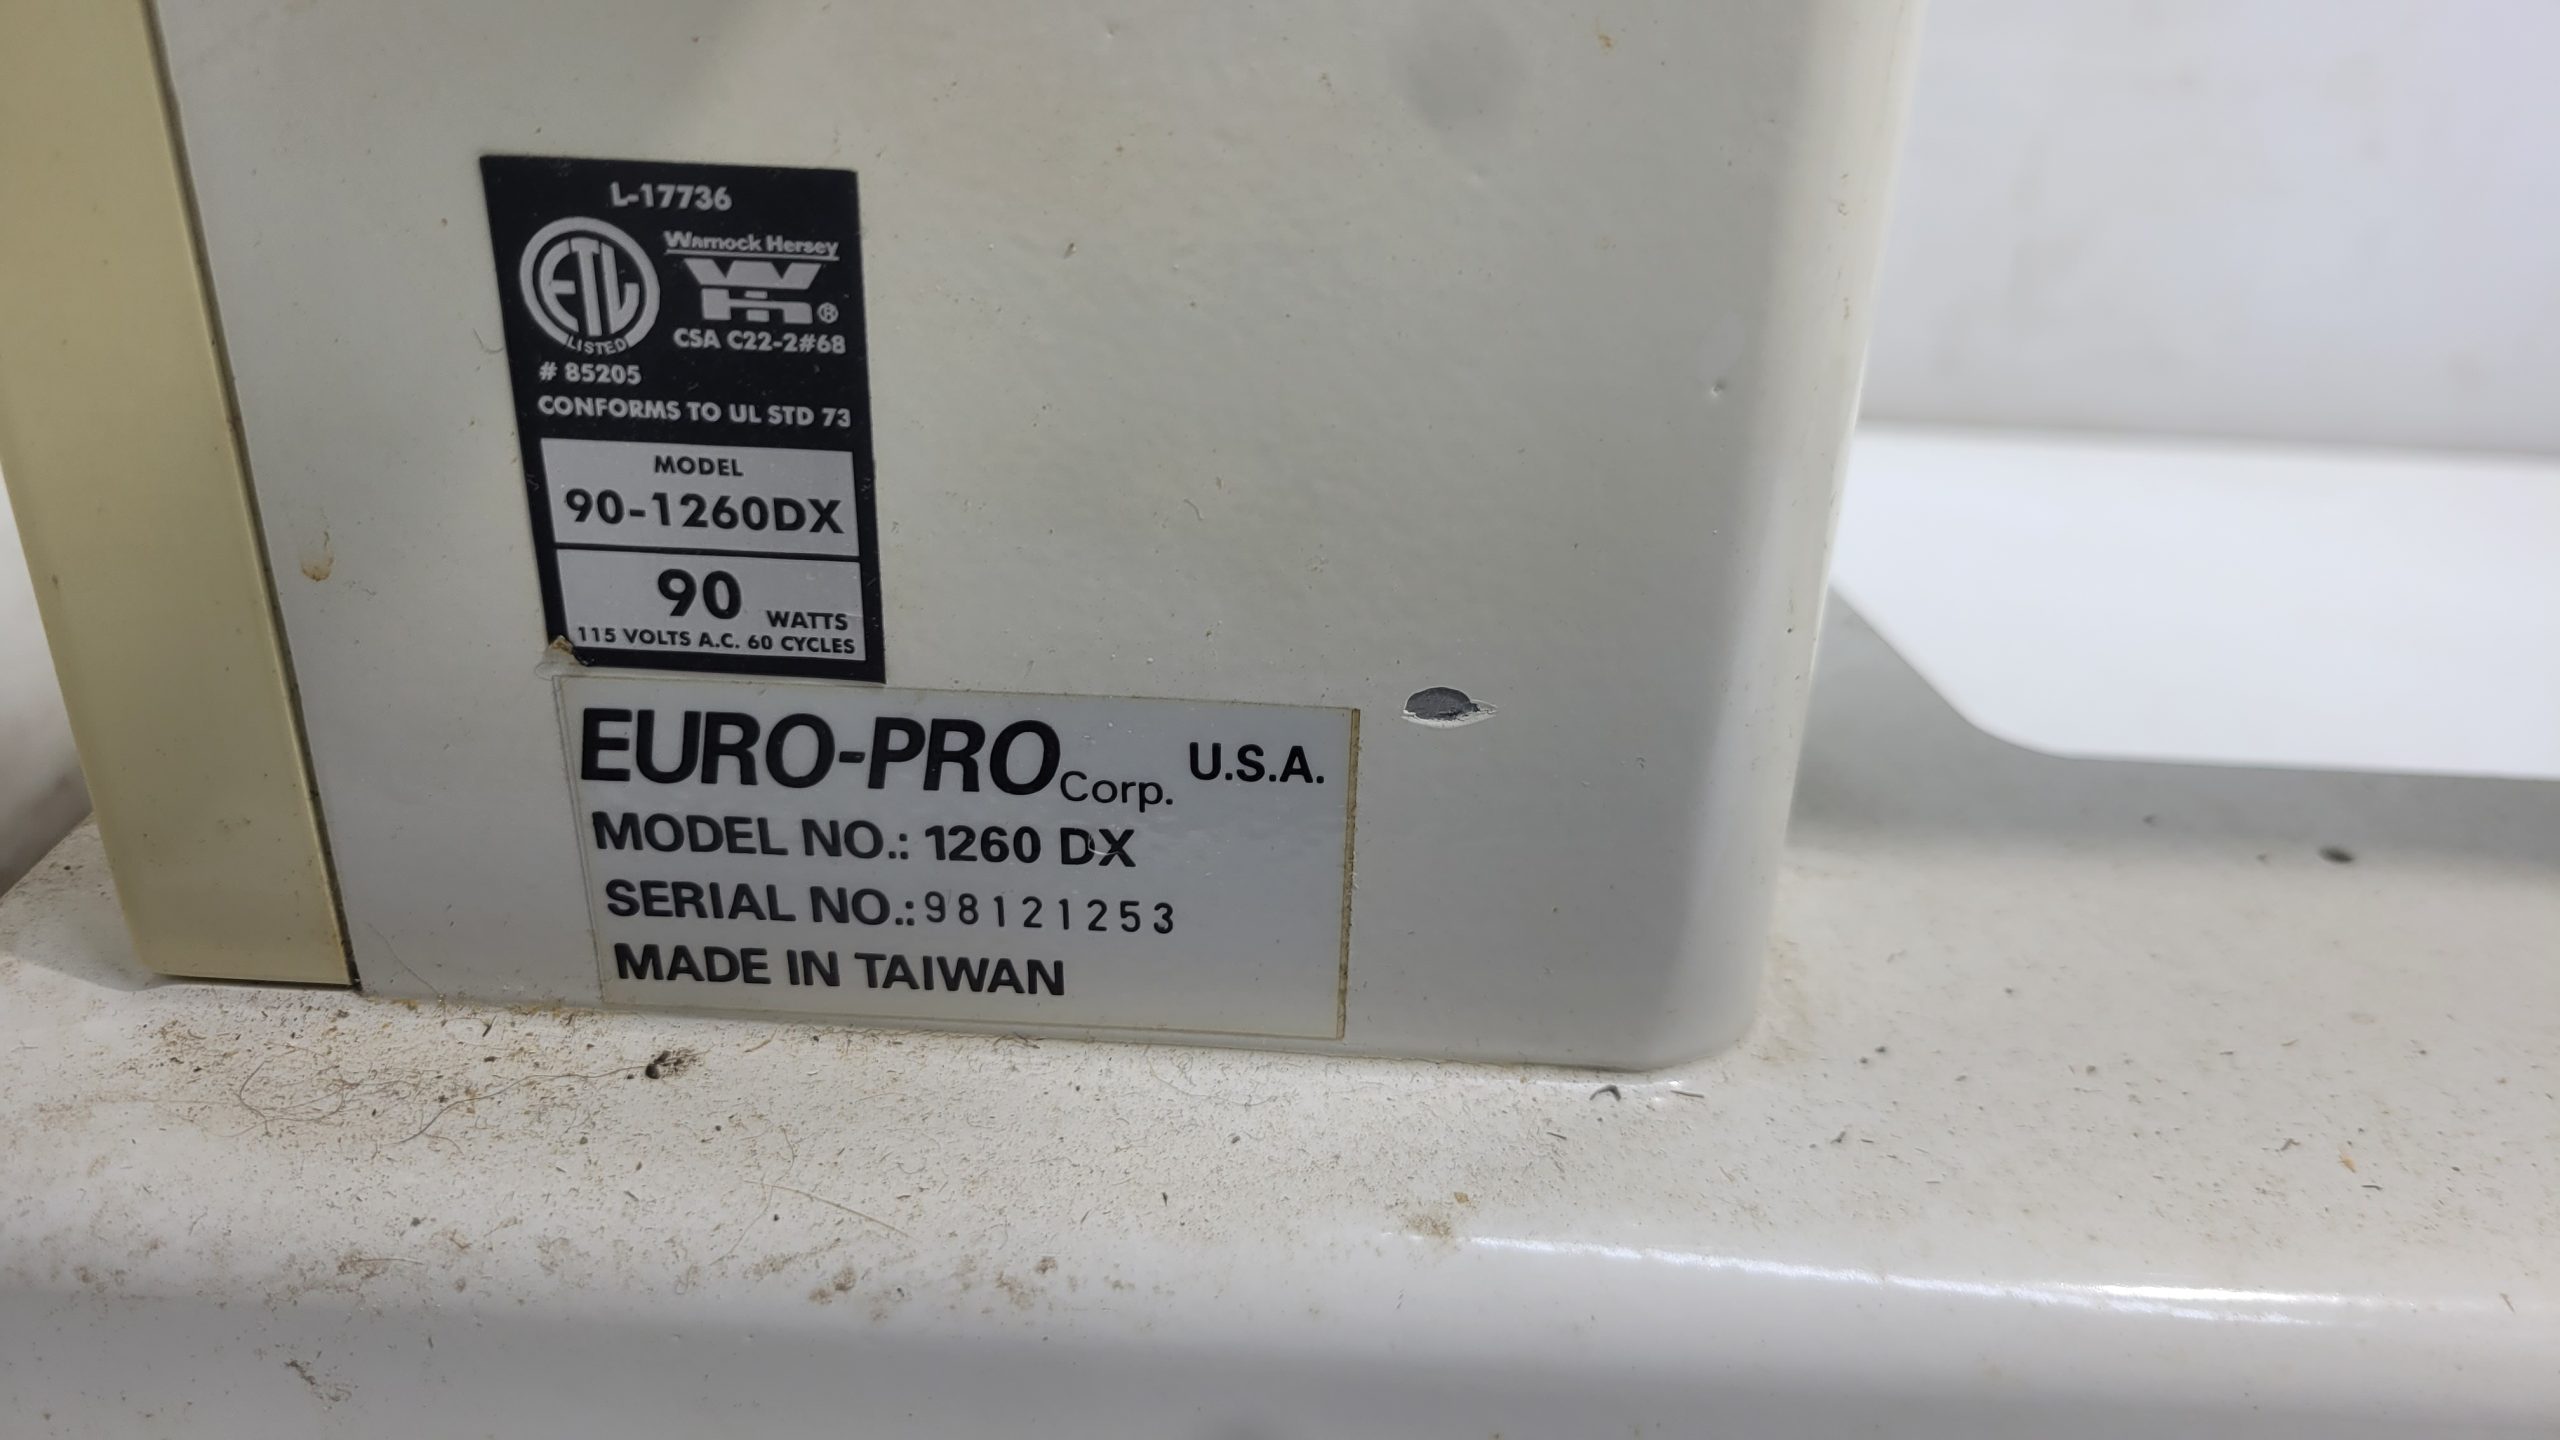 L-17736
ETL
LISTED
Warnock Hersey
WH®
CSA C22-2#68
# 85205
CONFORMS TO UL STD 73
MODEL
90-1260DX
90 WATTS
115 VOLTS A.C. 60 CYCLES
EURO-PRO Corp. U.S.A.
MODEL NO.: 1260 DX
SERIAL NO.: 98121253
MADE IN TAIWAN